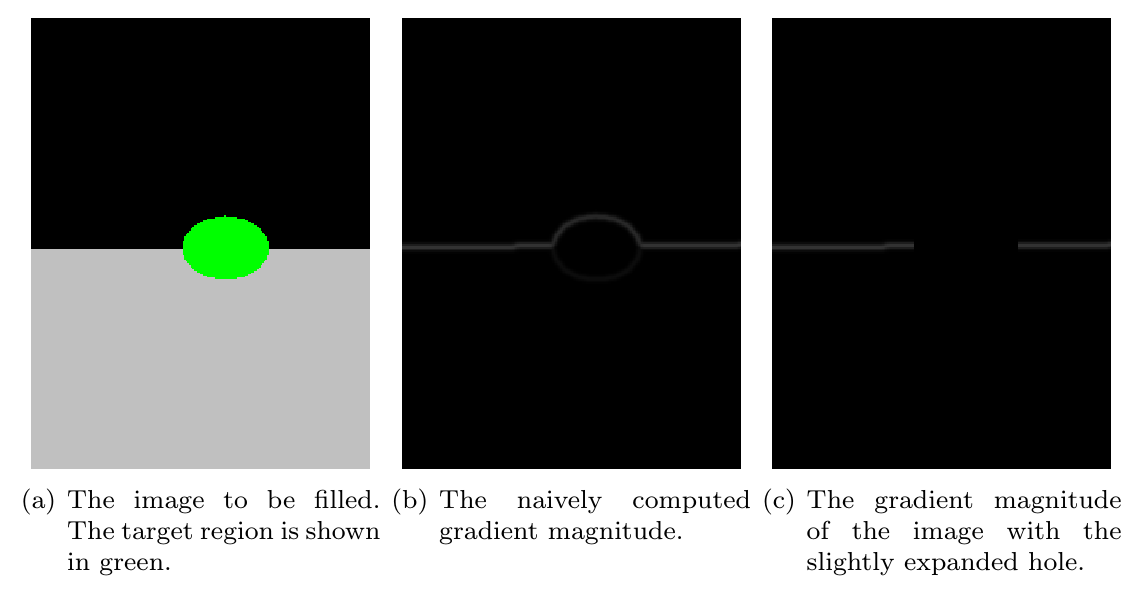 (a) The image to be filled.
The target region is shown
in green.
(b) The naively computed
gradient magnitude.
(c) The gradient magnitude
of the image with the
slightly expanded hole.